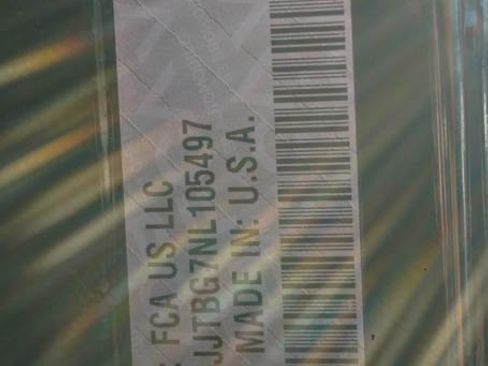 FCA US LLC
JJTBG7NL105497
MADE IN: U.S.A.